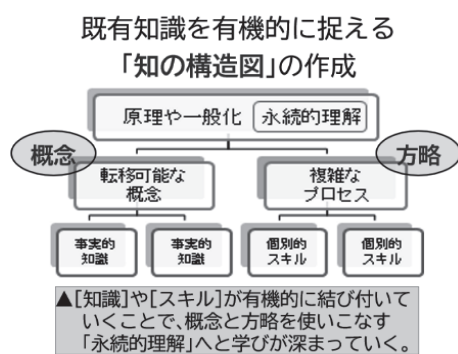 既有知識を有機的に捉える
「知の構造図」の作成
原理や一般化 永続的理解
概念
方略
転移可能な
概念
複雑な
プロセス
事実的
知識
事実的
知識
個別的
スキル
個別的
スキル
▲[知識]や[スキル]が有機的に結び付いて
いくことで、概念と方略を使いこなす
「永続的理解」へと学びが深まっていく。